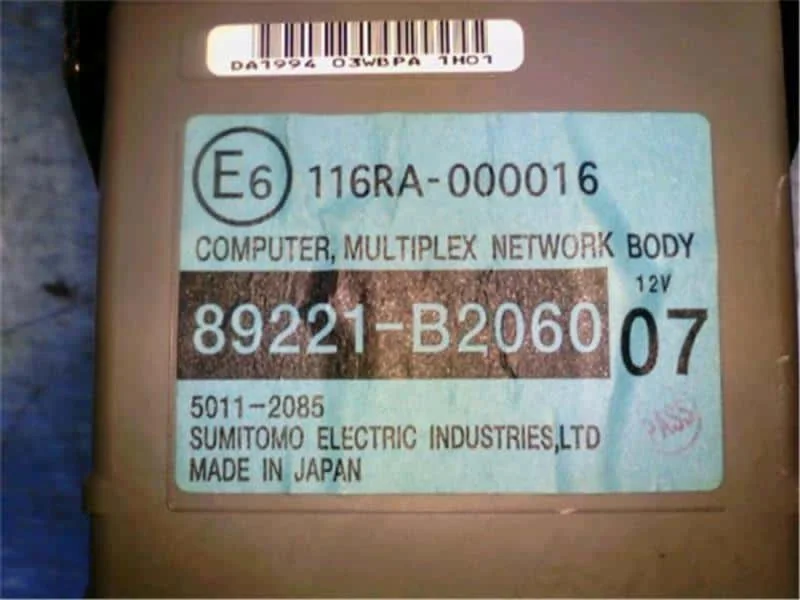 DA1994 03WBPA 1H01
E6 116RA-000016
COMPUTER, MULTIPLEX NETWORK BODY
12V
89221-B2060 07
5011-2085
PASS
SUMITOMO ELECTRIC INDUSTRIES,LTD
MADE IN JAPAN